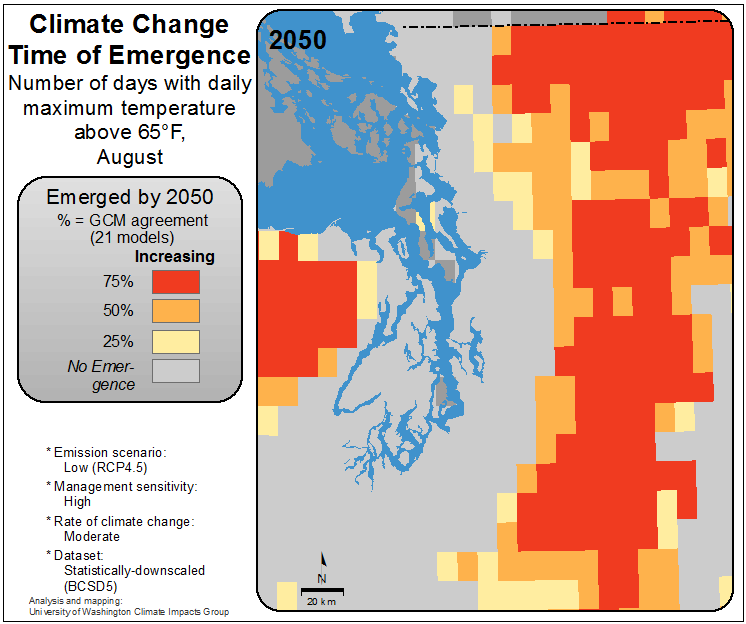 Climate Change
Time of Emergence
Number of days with daily
maximum temperature
above 65°F,
August
Emerged by 2050
% = GCM agreement
(21 models)
Increasing
75%
50%
25%
No Emer-
gence
* Emission scenario:
Low (RCP4.5)
* Management sensitivity:
High
* Rate of climate change:
Moderate
* Dataset:
Statistically-downscaled
(BCSD5)
Analysis and mapping:
University of Washington Climate Impacts Group
2050
N
20 km